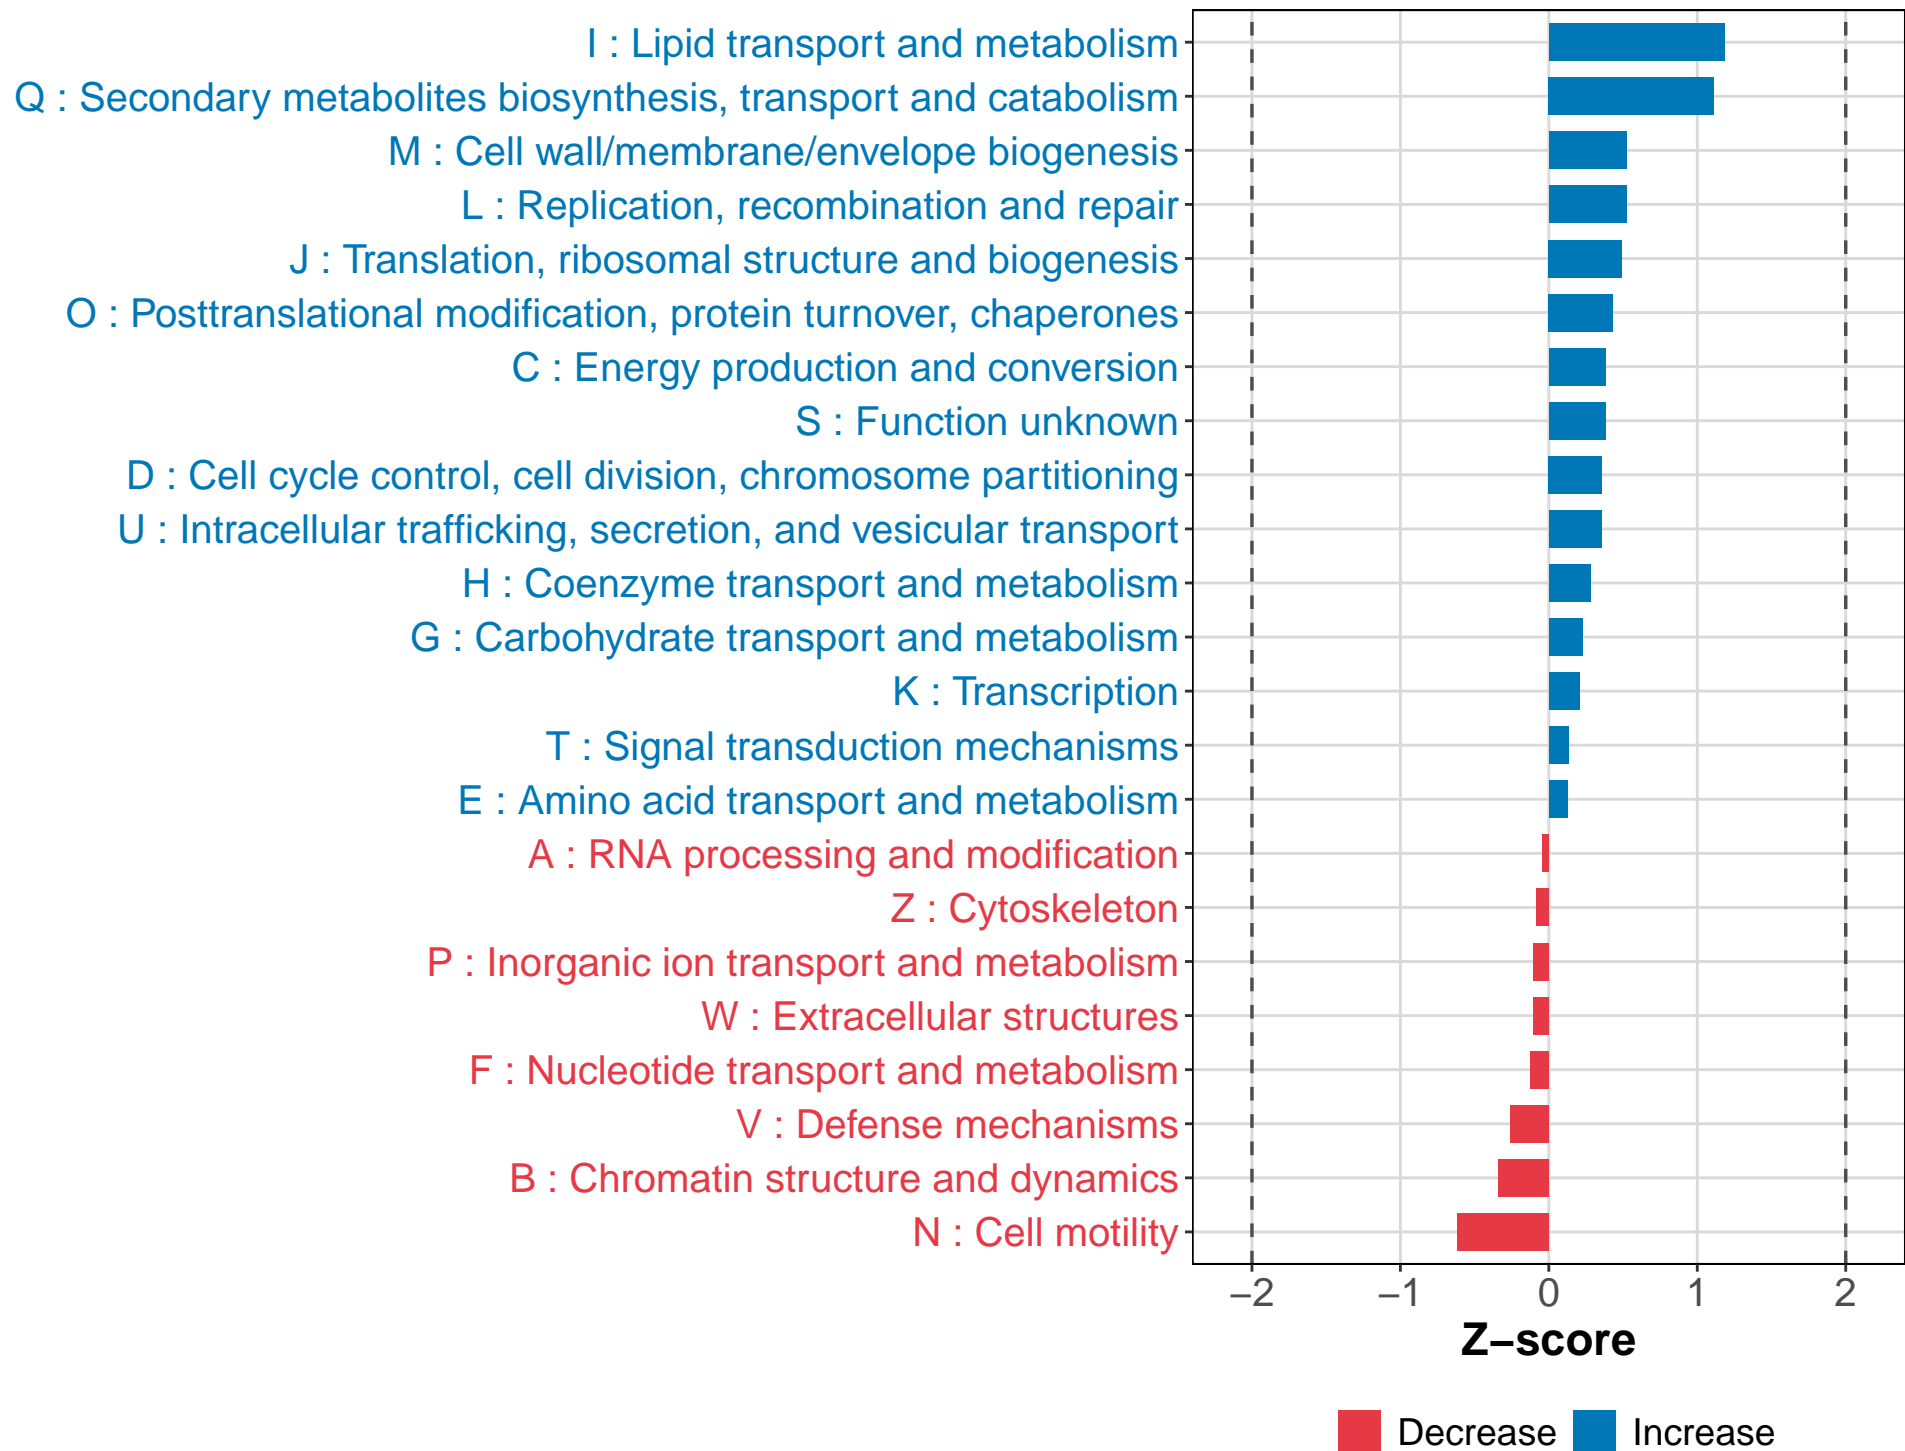 I : Lipid transport and metabolism
Q : Secondary metabolites biosynthesis, transport and catabolism
M : Cell wall/membrane/envelope biogenesis
L : Replication, recombination and repair
J : Translation, ribosomal structure and biogenesis
O : Posttranslational modification, protein turnover, chaperones
C : Energy production and conversion
S : Function unknown
D : Cell cycle control, cell division, chromosome partitioning
U : Intracellular trafficking, secretion, and vesicular transport
H : Coenzyme transport and metabolism
G : Carbohydrate transport and metabolism
K : Transcription
T : Signal transduction mechanisms
E : Amino acid transport and metabolism
A : RNA processing and modification
Z : Cytoskeleton
P : Inorganic ion transport and metabolism
W : Extracellular structures
F : Nucleotide transport and metabolism
V : Defense mechanisms
B : Chromatin structure and dynamics
N : Cell motility
−2 −1 0 1 2
Z−score
Decrease Increase